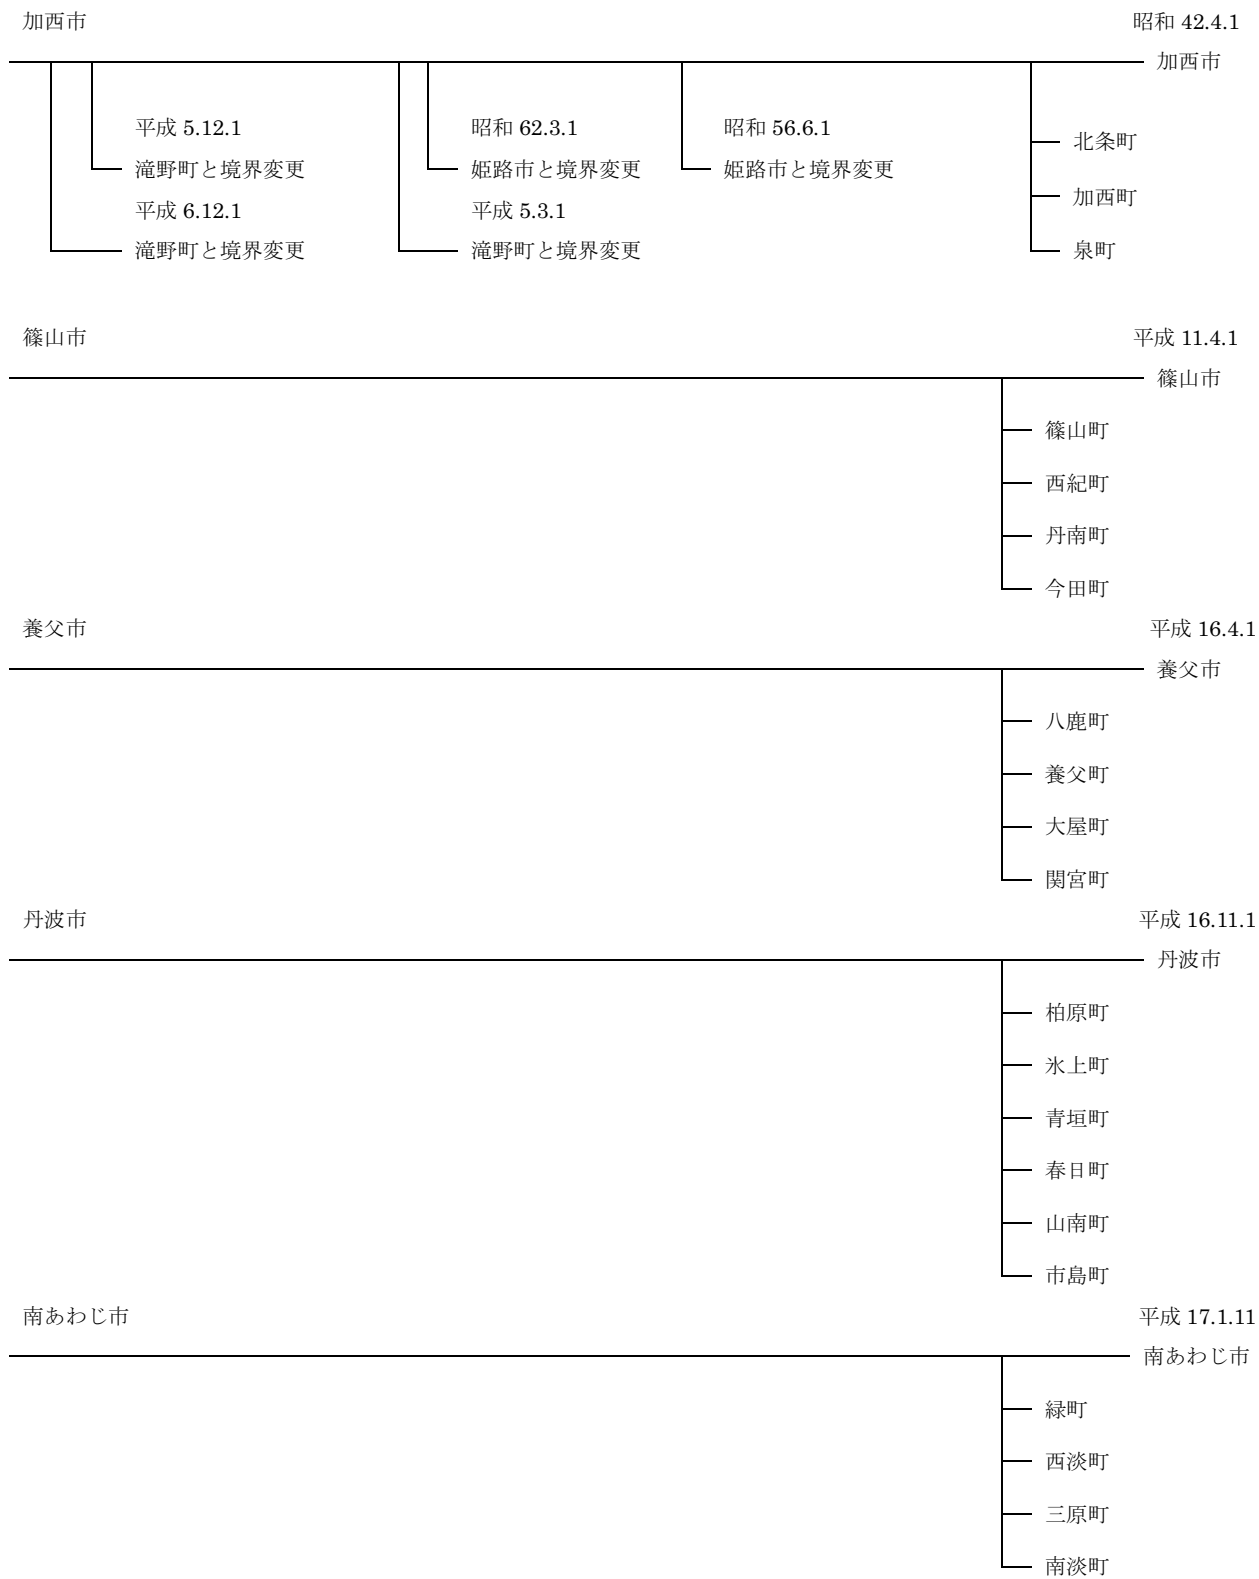 加西市
昭和 42.4.1
加西市
平成 5.12.1
昭和 62.3.1
昭和 56.6.1
北条町
滝野町と境界変更
姫路市と境界変更
姫路市と境界変更
加西町
平成 6.12.1
平成 5.3.1
滝野町と境界変更
滝野町と境界変更
泉町
篠山市
平成 11.4.1
篠山市
篠山町
西紀町
丹南町
今田町
養父市
平成 16.4.1
養父市
八鹿町
養父町
大屋町
関宮町
丹波市
平成 16.11.1
丹波市
柏原町
氷上町
青垣町
春日町
山南町
市島町
南あわじ市
平成 17.1.11
南あわじ市
緑町
西淡町
三原町
南淡町